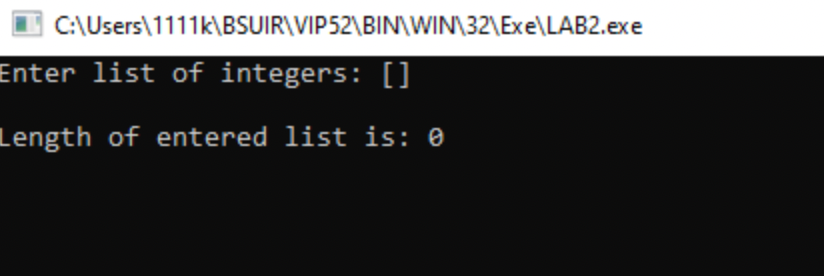 C:\Users\1111k\BSUIR\VIP52\BIN\WIN\32\Exe\LAB2.exe
Enter list of integers: []
Length of entered list is: 0